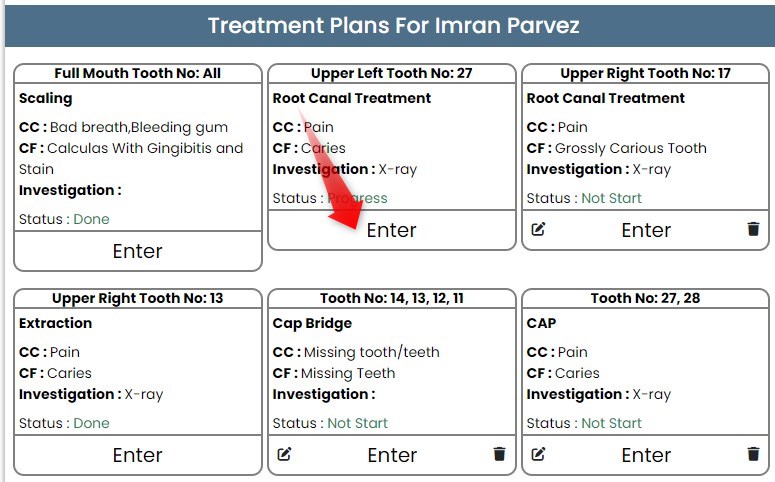 Treatment Plans For Imran Parvez
Full Mouth Tooth No: All
Scaling
CC : Bad breath,Bleeding gum
CF : Calculas With Gingibitis and
Stain
Investigation :
Status : Done
Enter
Upper Left Tooth No: 27
Root Canal Treatment
CC : Pain
CF : Caries
Investigation : X-ray
Status : Progress
Enter
Upper Right Tooth No: 17
Root Canal Treatment
CC : Pain
CF : Grossly Carious Tooth
Investigation : X-ray
Status : Not Start
Enter
Upper Right Tooth No: 13
Extraction
CC : Pain
CF : Caries
Investigation : X-ray
Status : Done
Enter
Tooth No: 14, 13, 12, 11
Cap Bridge
CC : Missing tooth/teeth
CF : Missing Teeth
Investigation :
Status : Not Start
Enter
Tooth No: 27, 28
CAP
CC : Pain
CF : Caries
Investigation : X-ray
Status : Not Start
Enter